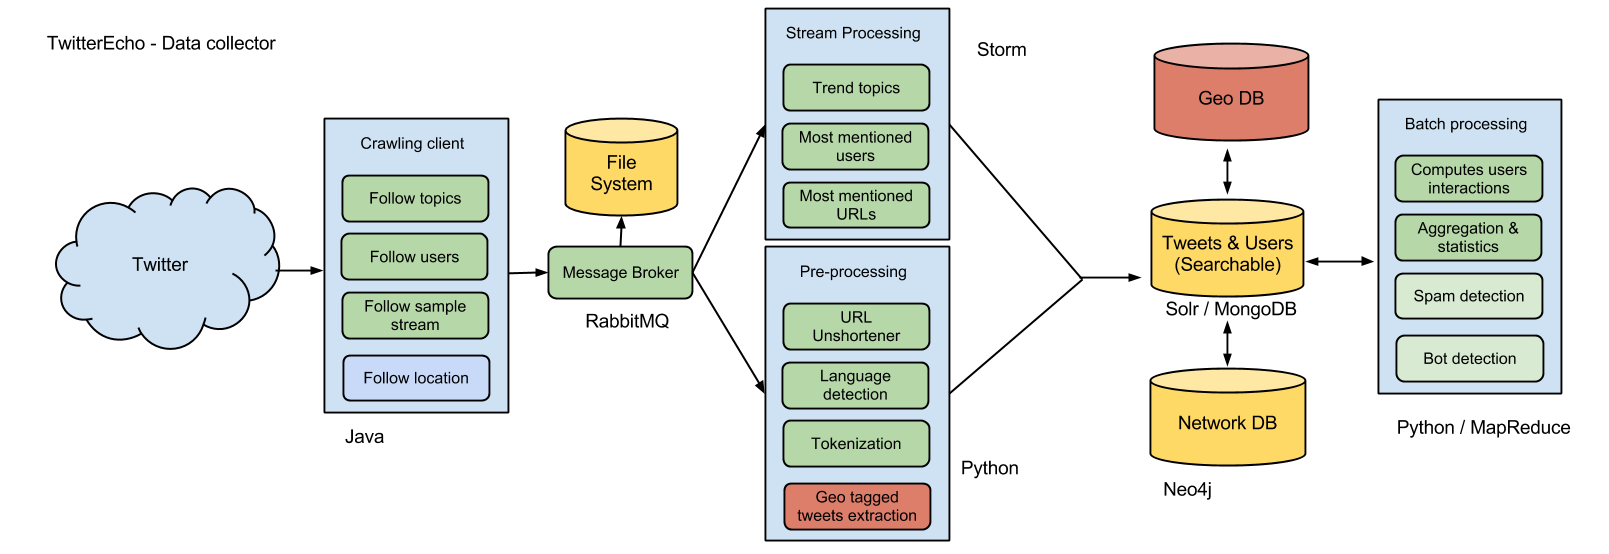 TwitterEcho - Data collector
Twitter
Crawling client
Follow topics
Follow users
Follow sample
stream
Follow location
Java
File
System
Message Broker
RabbitMQ
Stream Processing
Trend topics
Most mentioned
users
Most mentioned
URLs
Storm
Pre-processing
URL
Unshortener
Language
detection
Tokenization
Geo tagged
tweets extraction
Python
Geo DB
Tweets & Users
(Searchable)
Solr / MongoDB
Network DB
Neo4j
Batch processing
Computes users
interactions
Aggregation &
statistics
Spam detection
Bot detection
Python / MapReduce